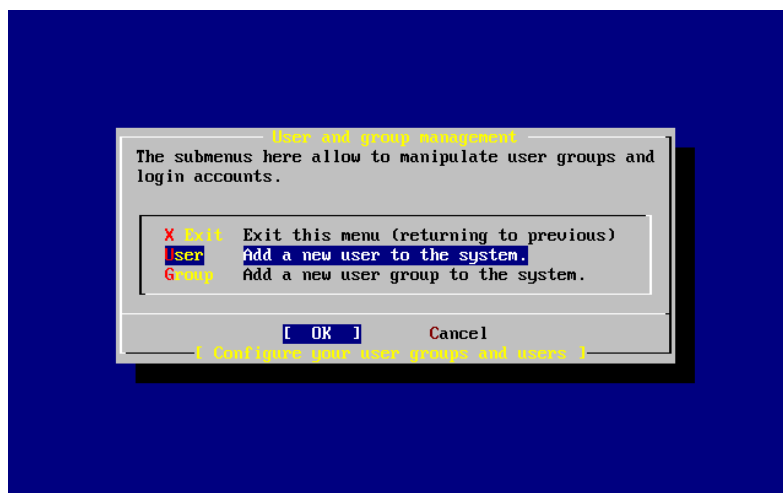 User and group management
The submenus here allow to manipulate user groups and
login accounts.
X Exit Exit this menu (returning to previous)
User Add a new user to the system.
Group Add a new user group to the system.
[ OK ] Cancel
[ Configure your user groups and users ]